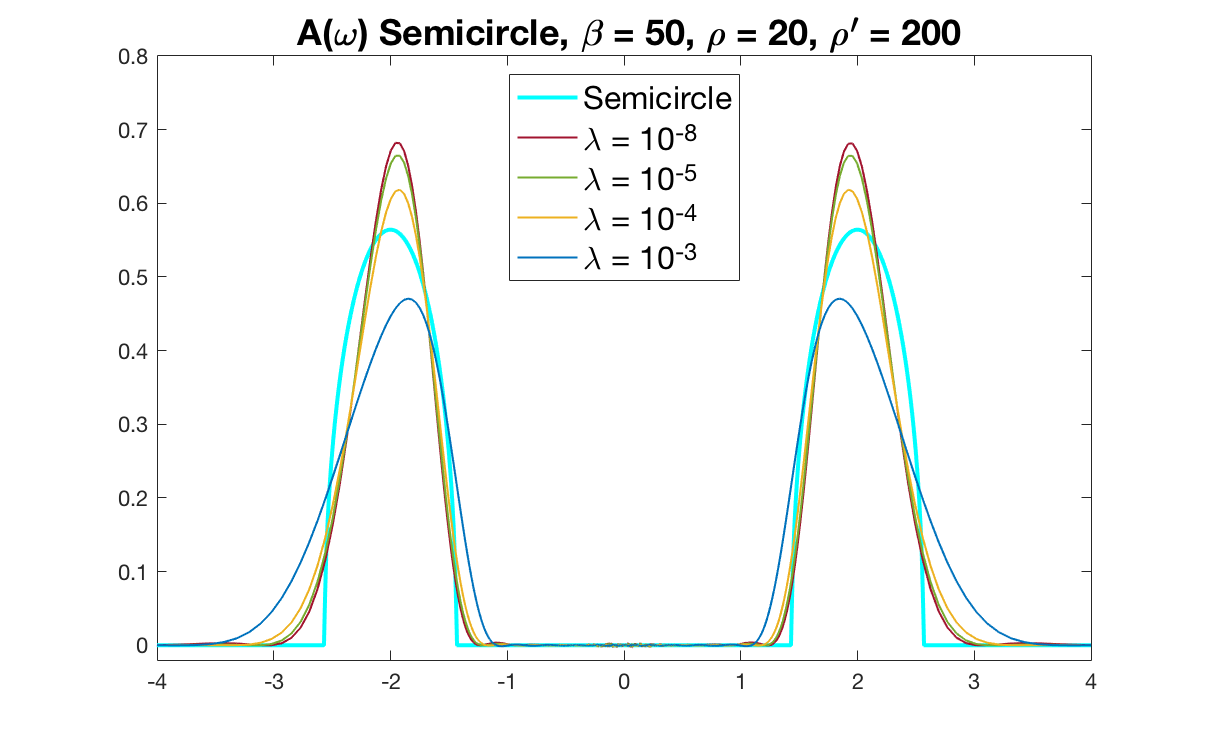 A(ω) Semicircle, β = 50, ρ = 20, ρ′ = 200
0.8
0.7
0.6
0.5
0.4
0.3
0.2
0.1
0
Semicircle
λ = 10⁻⁸
λ = 10⁻⁵
λ = 10⁻⁴
λ = 10⁻³
-4 -3 -2 -1 0 1 2 3 4